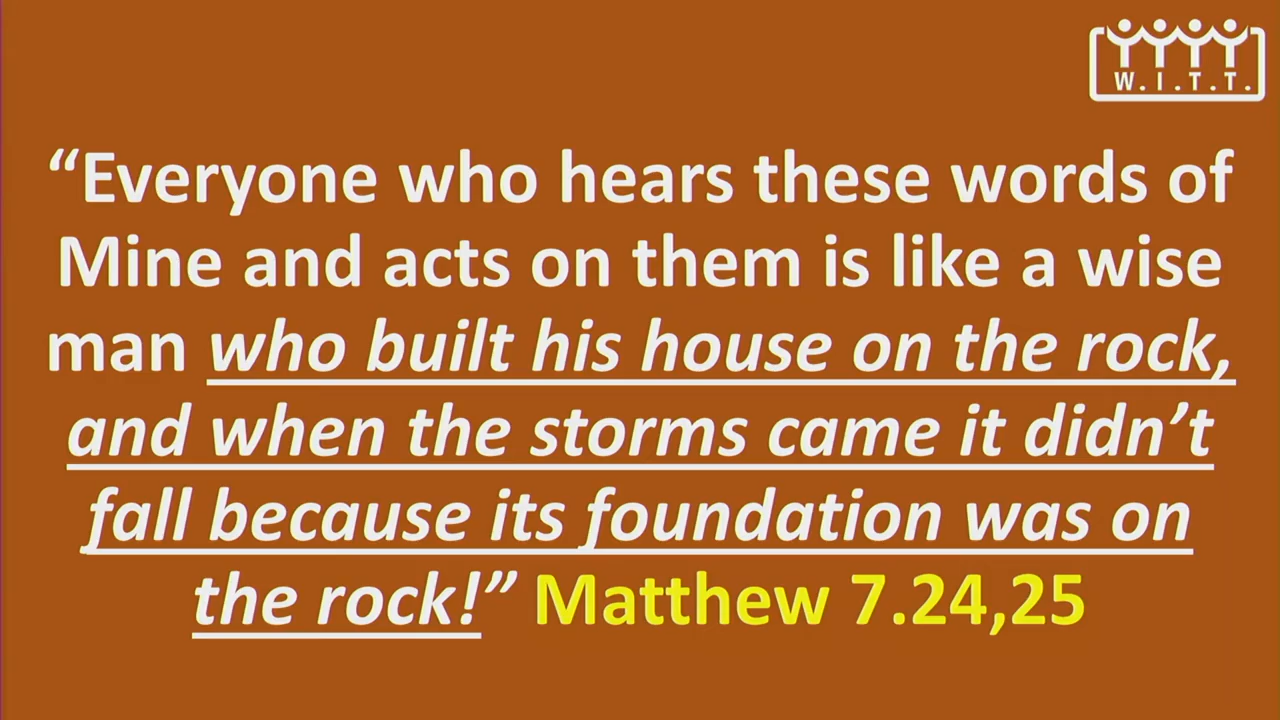 W.I.T.T.
“Everyone who hears these words of
Mine and acts on them is like a wise
man who built his house on the rock,
and when the storms came it didn’t
fall because its foundation was on
the rock!” Matthew 7.24,25